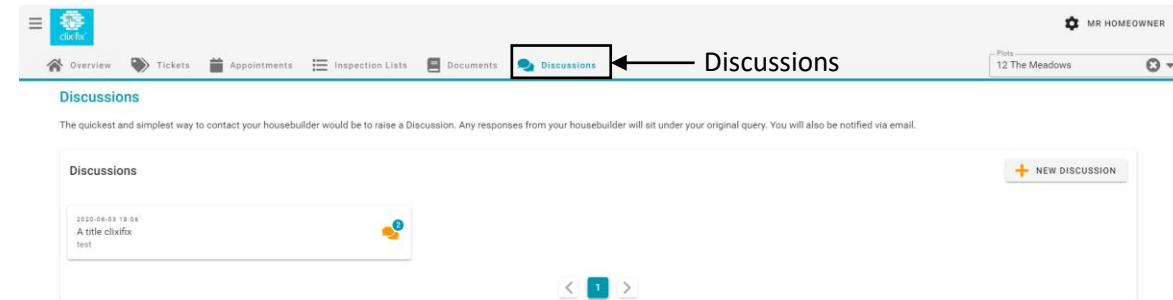 clixifix
MR HOMEOWNER
Overview Tickets Appointments Inspection Lists Documents Discussions
Discussions
Plots
12 The Meadows
Discussions
The quickest and simplest way to contact your housebuilder would be to raise a Discussion. Any responses from your housebuilder will sit under your original query. You will also be notified via email.
Discussions
NEW DISCUSSION
2020-06-03 18:06
A title clixifix
test
2
1